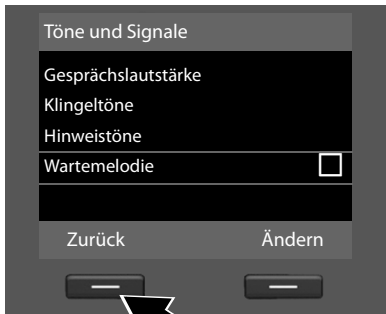 Töne und Signale
Gesprächslautstärke
Klingeltöne
Hinweistöne
Wartemelodie
Zurück Ändern